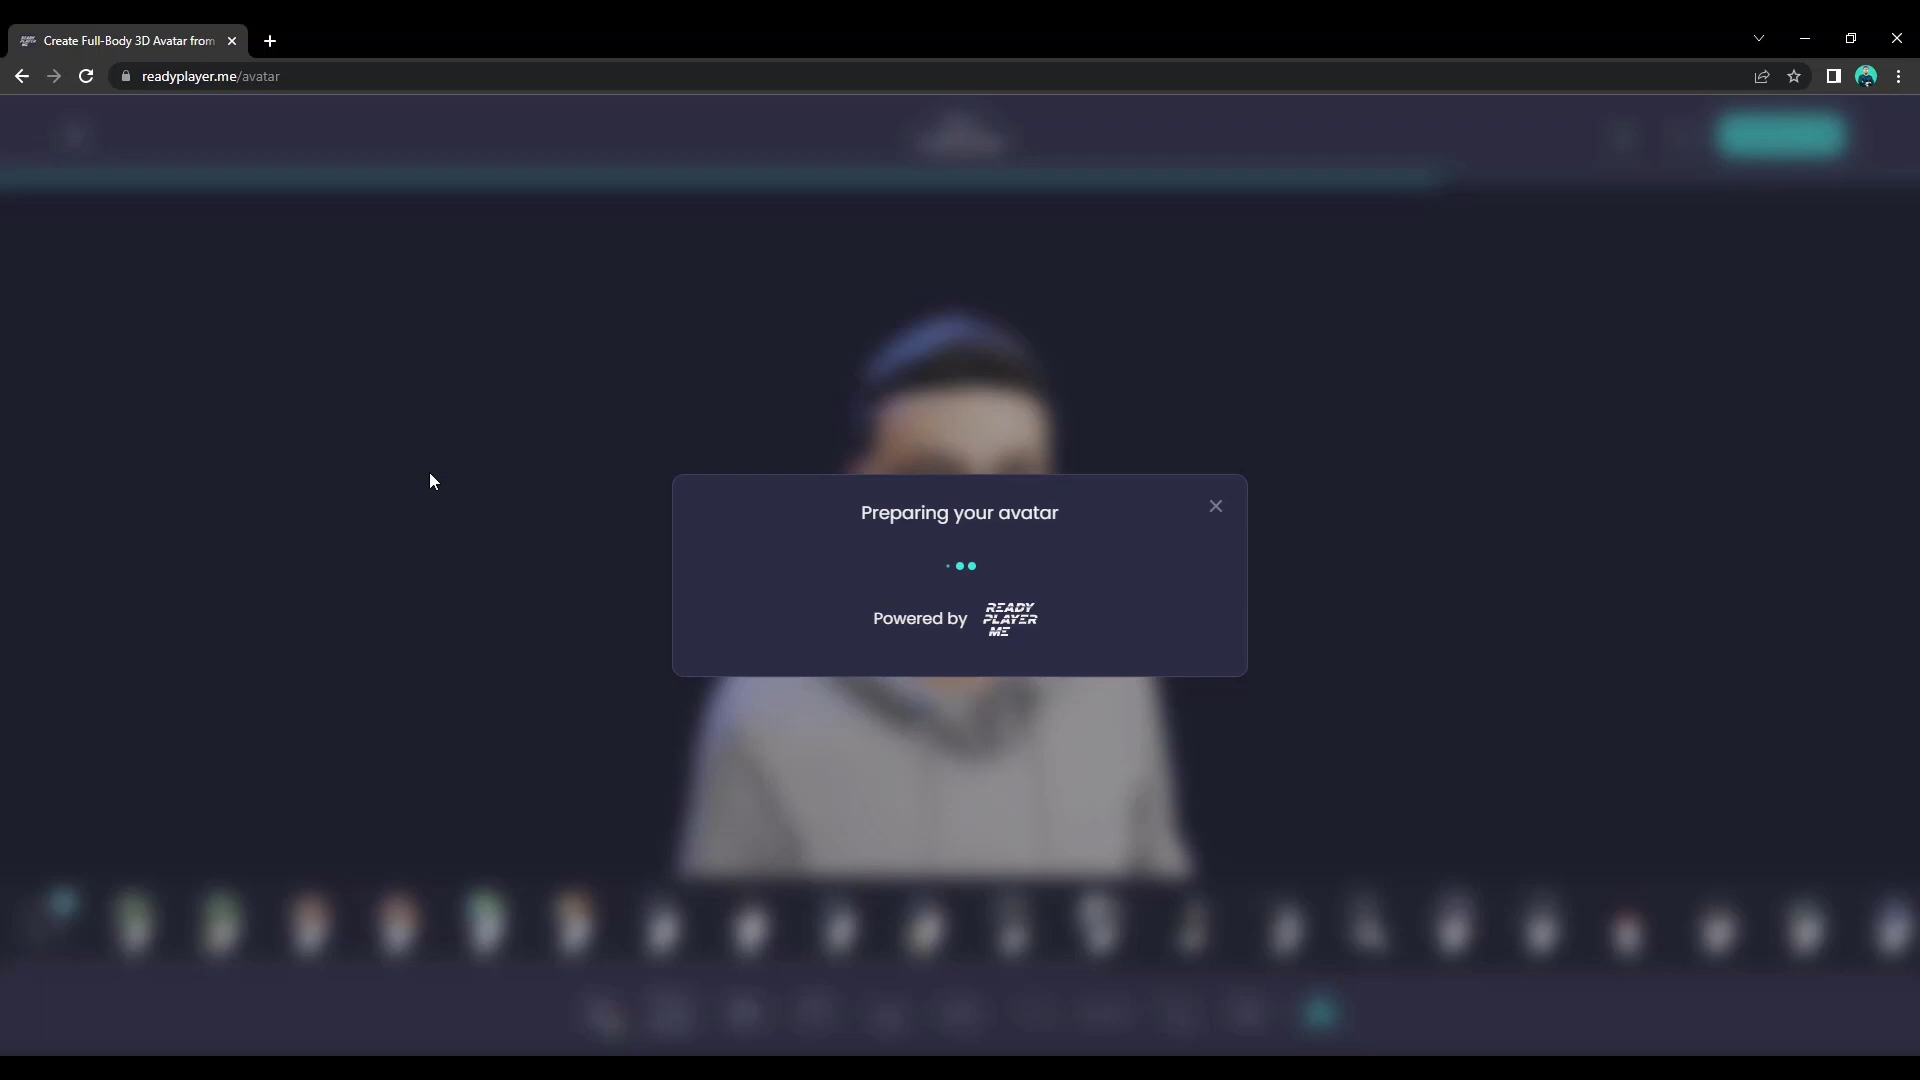 Create Full-Body 3D Avatar from
readyplayer.me/avatar
Preparing your avatar
Powered by
READY
PLAYER
ME